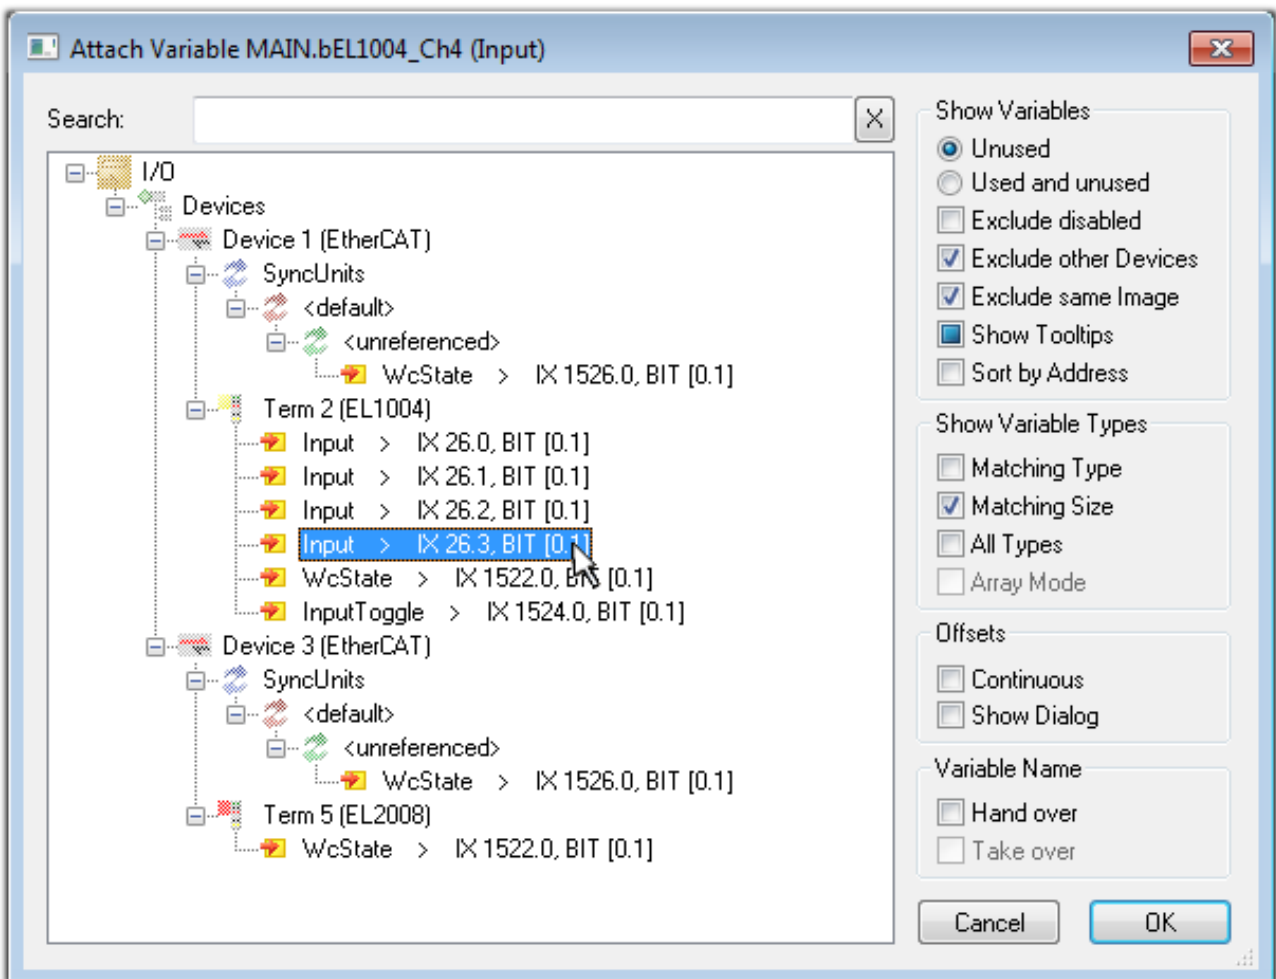 Attach Variable MAIN.bEL1004_Ch4 (Input)
Search:
X
I/O
Devices
Device 1 (EtherCAT)
SyncUnits
<default>
<unreferenced>
WcState > IX 1526.0, BIT [0.1]
Term 2 (EL1004)
Input > IX 26.0, BIT [0.1]
Input > IX 26.1, BIT [0.1]
Input > IX 26.2, BIT [0.1]
Input > IX 26.3, BIT [0.1]
WcState > IX 1522.0, BIT [0.1]
InputToggle > IX 1524.0, BIT [0.1]
Device 3 (EtherCAT)
SyncUnits
<default>
<unreferenced>
WcState > IX 1526.0, BIT [0.1]
Term 5 (EL2008)
WcState > IX 1522.0, BIT [0.1]
Show Variables
Unused
Used and unused
Exclude disabled
Exclude other Devices
Exclude same Image
Show Tooltips
Sort by Address
Show Variable Types
Matching Type
Matching Size
All Types
Array Mode
Offsets
Continuous
Show Dialog
Variable Name
Hand over
Take over
Cancel
OK